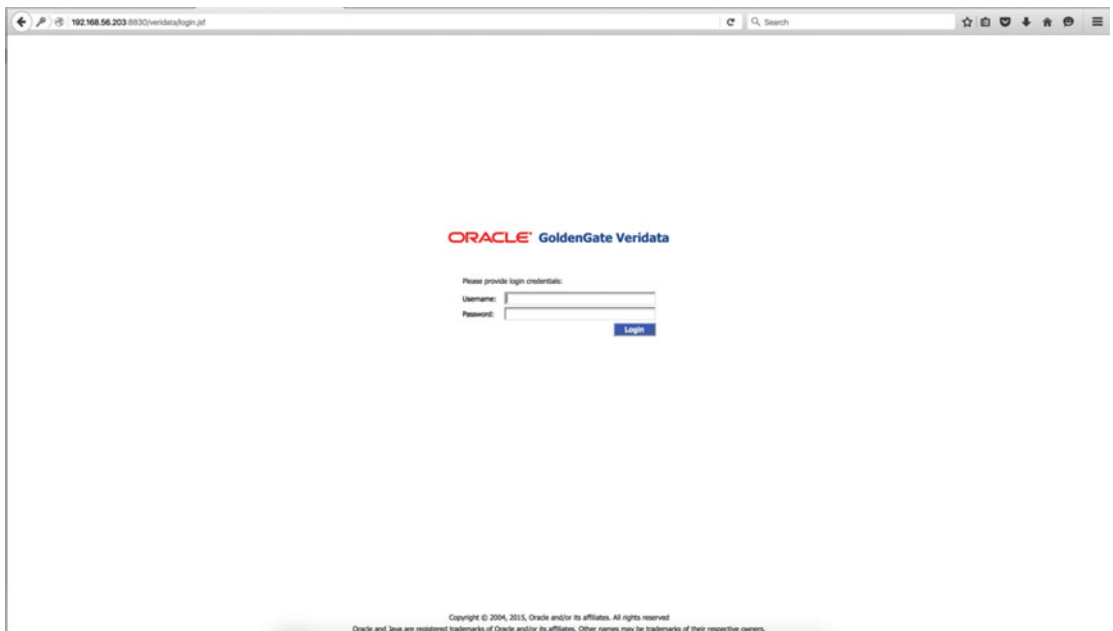 192.168.56.203:8830/veridata/login.jsf
Search
ORACLE® GoldenGate Veridata
Please provide login credentials:
Username:
Password:
Login
Copyright © 2004, 2015, Oracle and/or its affiliates. All rights reserved
Oracle and Java are registered trademarks of Oracle and/or its affiliates. Other names may be trademarks of their respective owners.